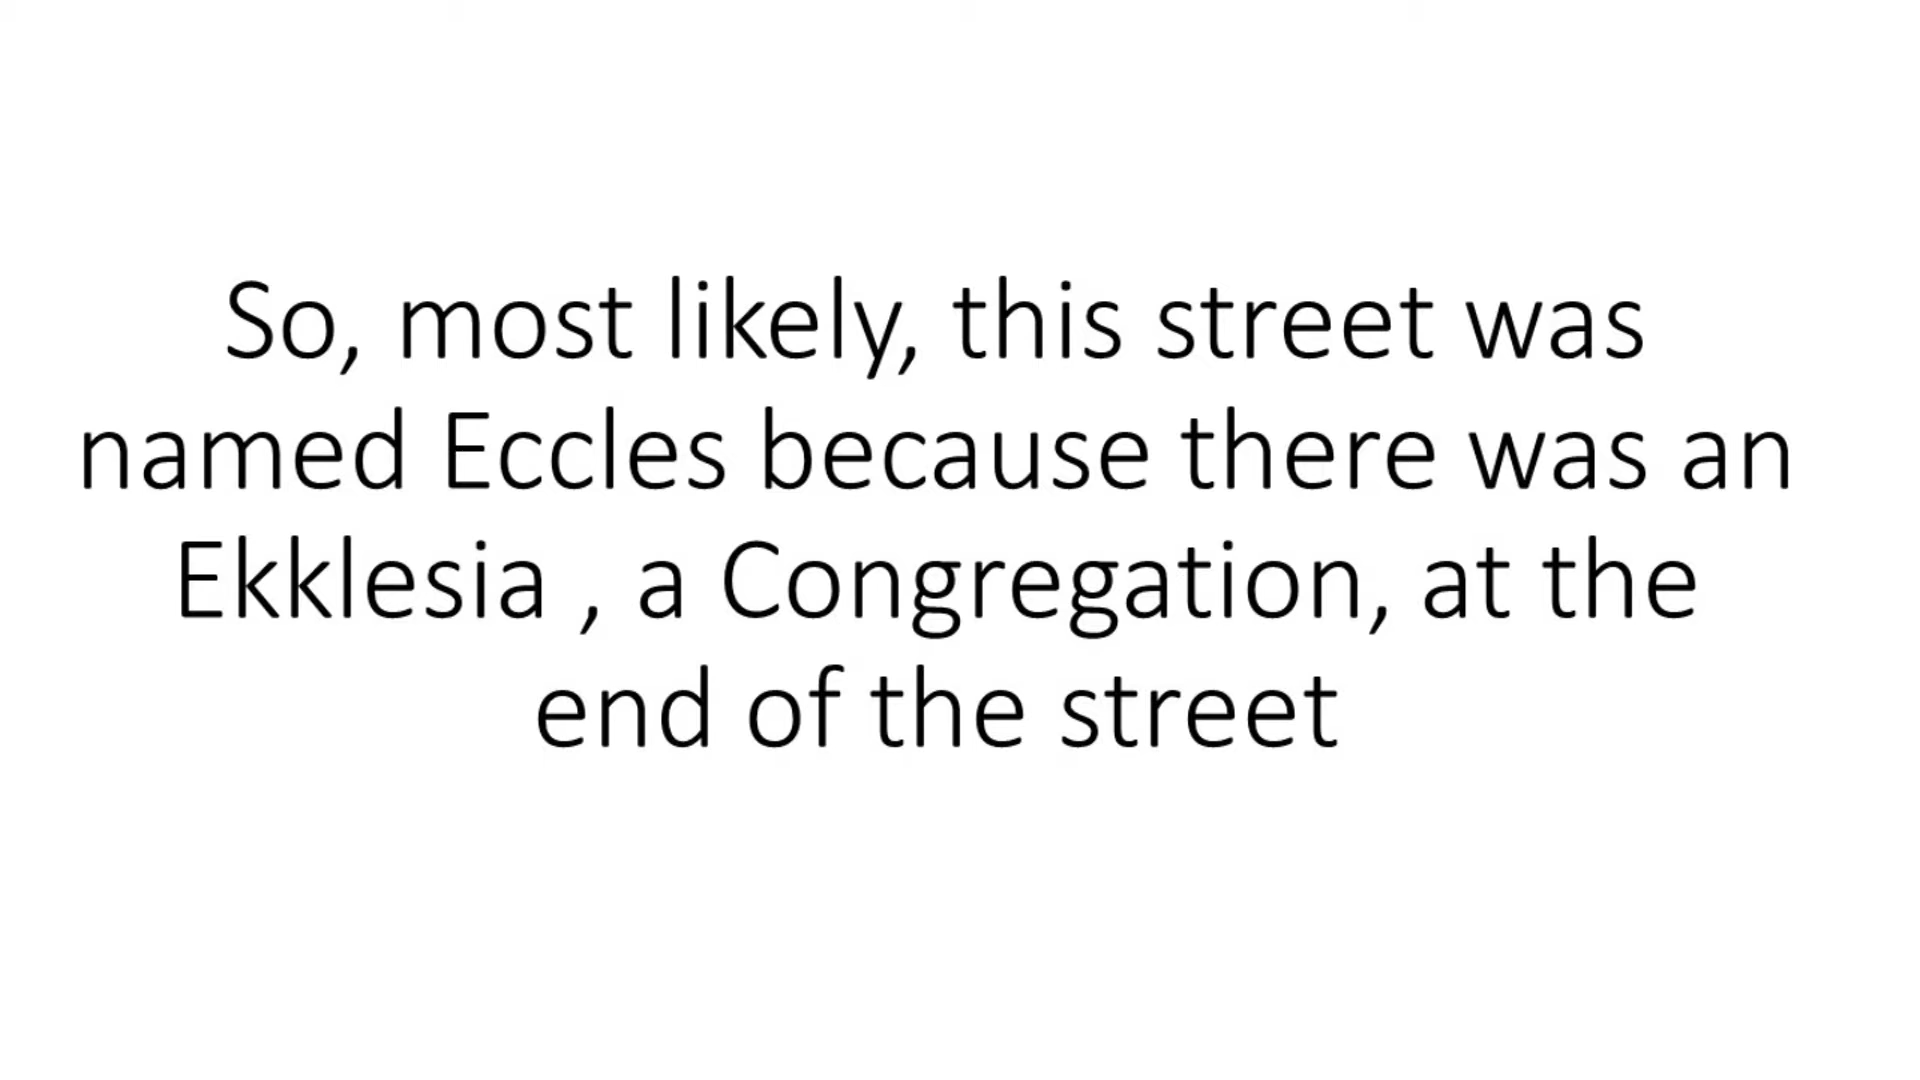 So, most likely, this street was
named Eccles because there was an
Ekklesia , a Congregation, at the
end of the street